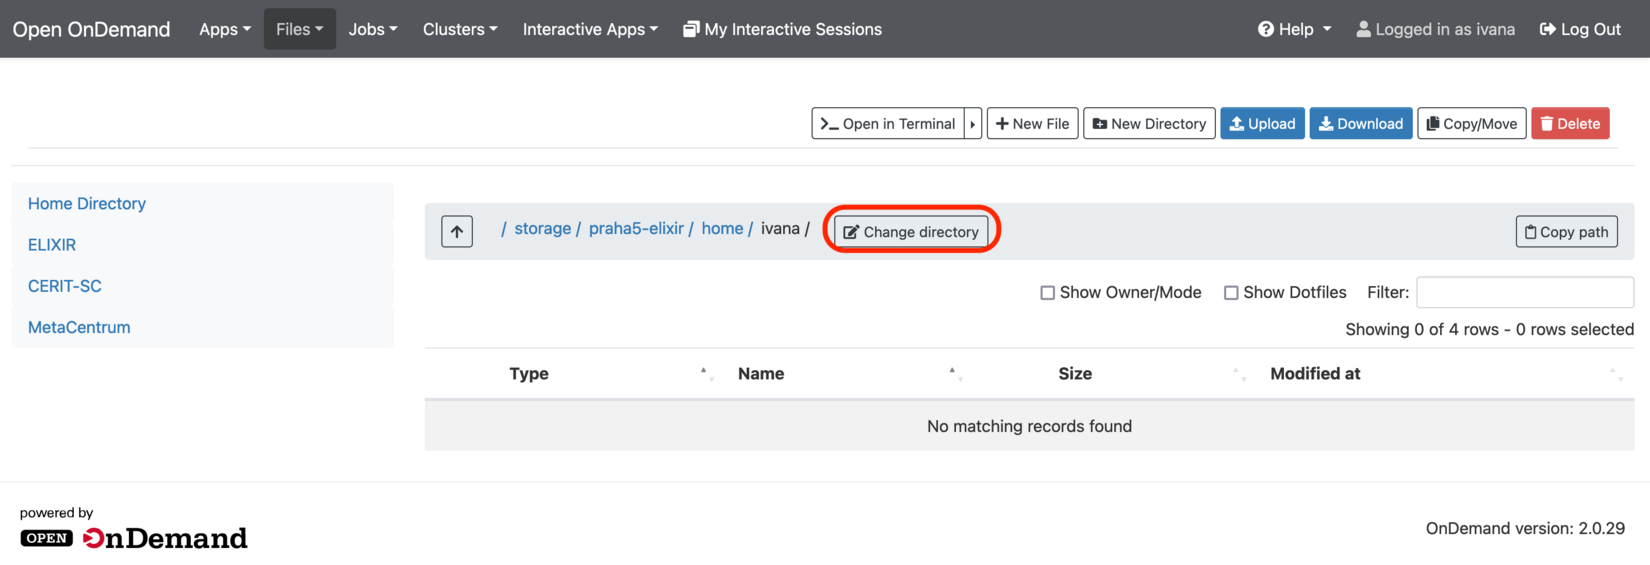 Open OnDemand Apps Files Jobs Clusters Interactive Apps My Interactive Sessions Help Logged in as ivana Log Out
Open in Terminal New File New Directory Upload Download Copy/Move Delete
Home Directory
ELIXIR
CERIT-SC
MetaCentrum
/ storage / praha5-elixir / home / ivana / Change directory Copy path
Show Owner/Mode Show Dotfiles Filter:
Showing 0 of 4 rows - 0 rows selected
Type Name Size Modified at
No matching records found
powered by
OPEN OnDemand
OnDemand version: 2.0.29